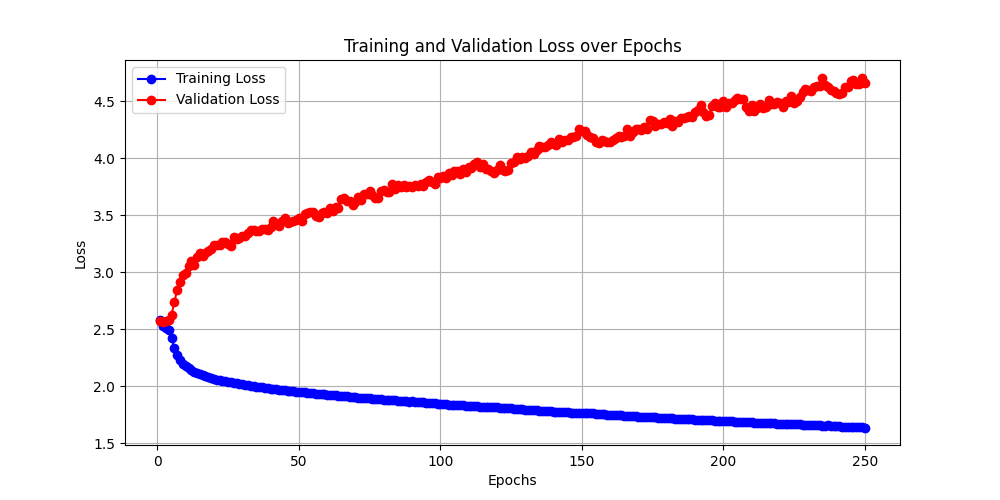 Training and Validation Loss over Epochs
Training Loss
Validation Loss
4.5
4.0
3.5
3.0
2.5
2.0
1.5
Loss
0
50
100
150
200
250
Epochs